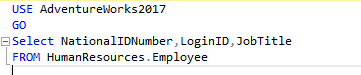 USE AdventureWorks2017
GO
Select NationalIDNumber,LoginID,JobTitle
FROM HumanResources.Employee